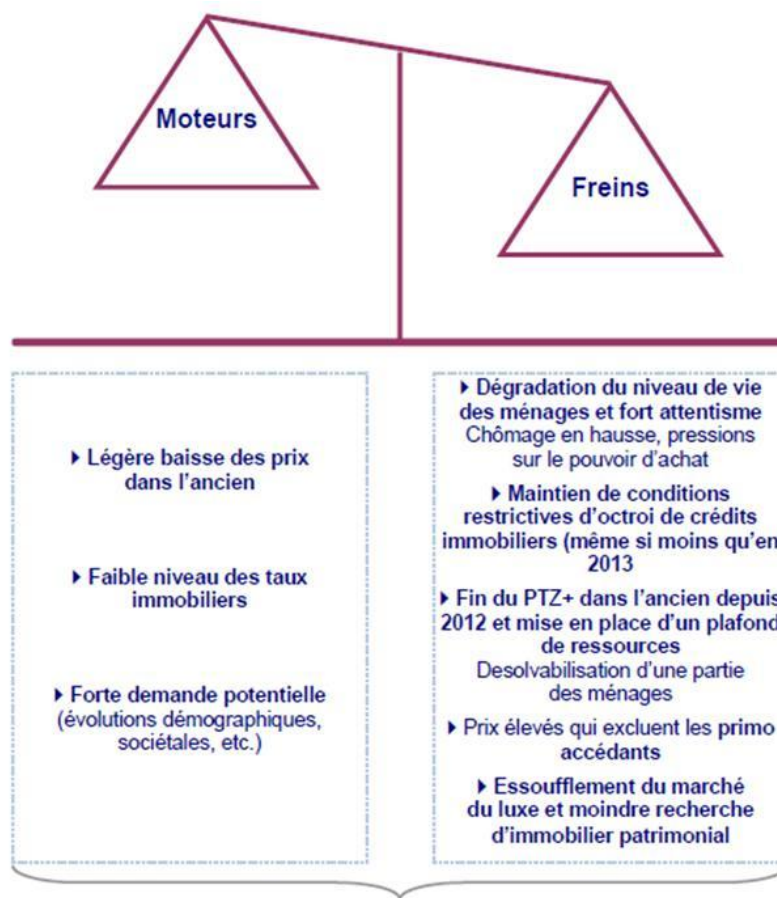 Moteurs
Freins
▶ Légère baisse des prix
dans l'ancien
▶ Faible niveau des taux
immobiliers
▶ Forte demande potentielle
(évolutions démographiques,
sociétales, etc.)
▶ Dégradation du niveau de vie
des ménages et fort attentisme
Chômage en hausse, pressions
sur le pouvoir d'achat
▶ Maintien de conditions
restrictives d'octroi de crédits
immobiliers (même si moins qu'en
2013
▶ Fin du PTZ+ dans l'ancien depuis
2012 et mise en place d'un plafond
de ressources
Desolvabilisation d'une partie
des ménages
▶ Prix élevés qui excluent les primo
accédants
▶ Essoufflement du marché
du luxe et moindre recherche
d'immobilier patrimonial